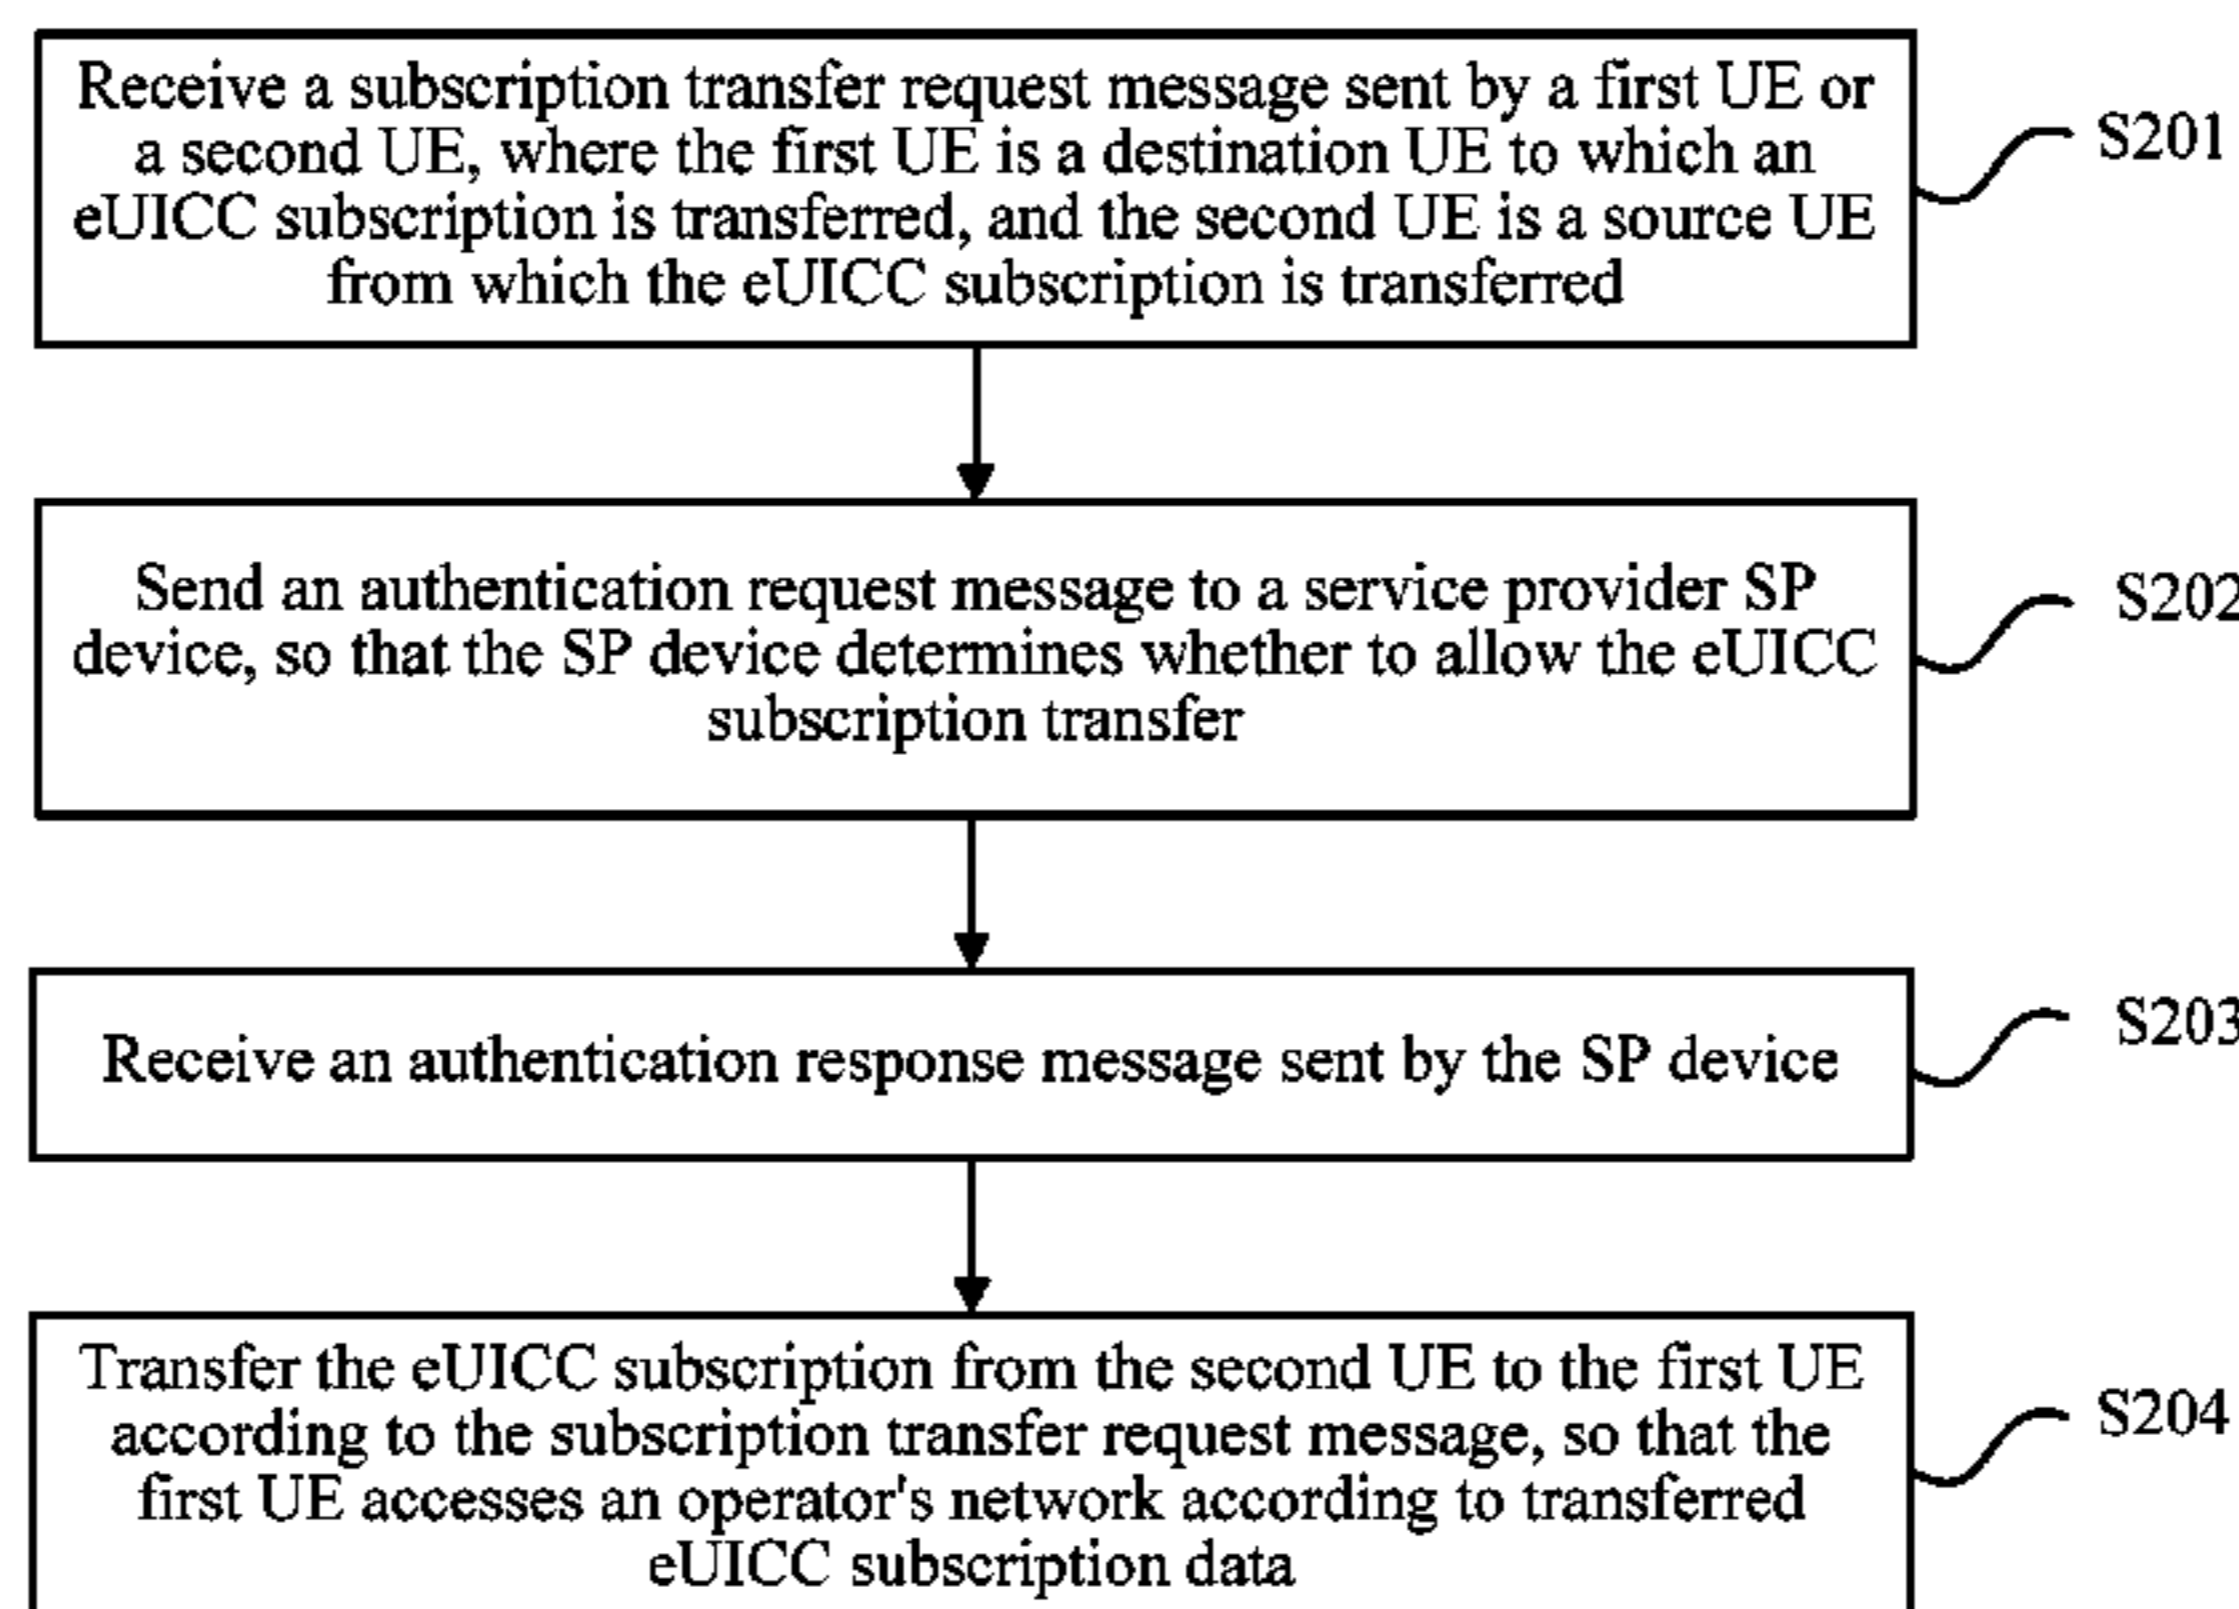 Receive a subscription transfer request message sent by a first UE or
a second UE, where the first UE is a destination UE to which an
eUICC subscription is transferred, and the second UE is a source UE
from which the eUICC subscription is transferred
S201
Send an authentication request message to a service provider SP
device, so that the SP device determines whether to allow the eUICC
subscription transfer
S202
Receive an authentication response message sent by the SP device
S203
Transfer the eUICC subscription from the second UE to the first UE
according to the subscription transfer request message, so that the
first UE accesses an operator's network according to transferred
eUICC subscription data
S204